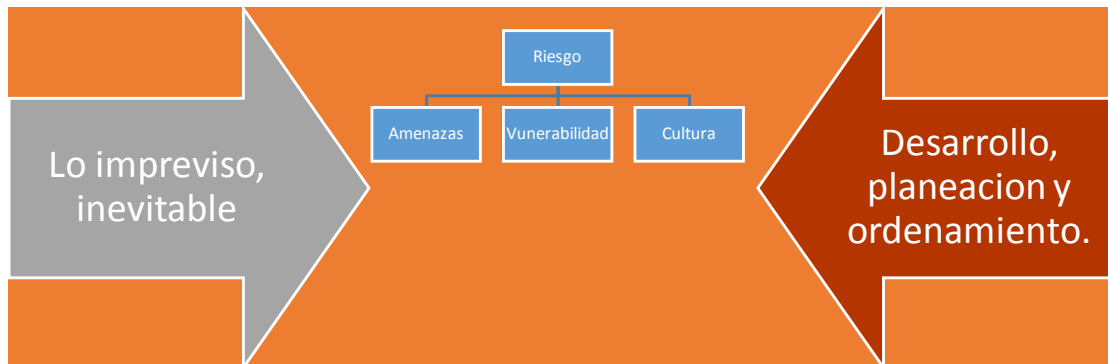 Riesgo
Amenazas
Vunerabilidad
Cultura
Lo impreviso,
inevitable
Desarrollo,
planeacion y
ordenamiento.